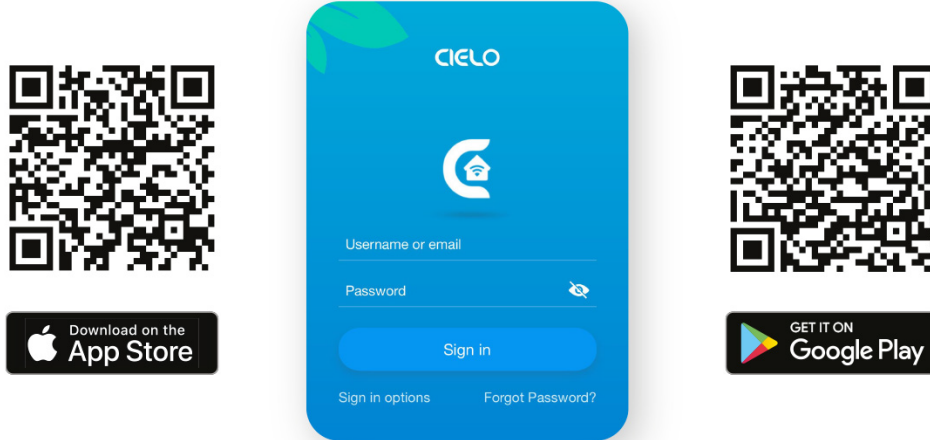 CIELO
Username or email
Password
Sign in
Sign in options
Forgot Password?
Download on the
App Store
GET IT ON
Google Play